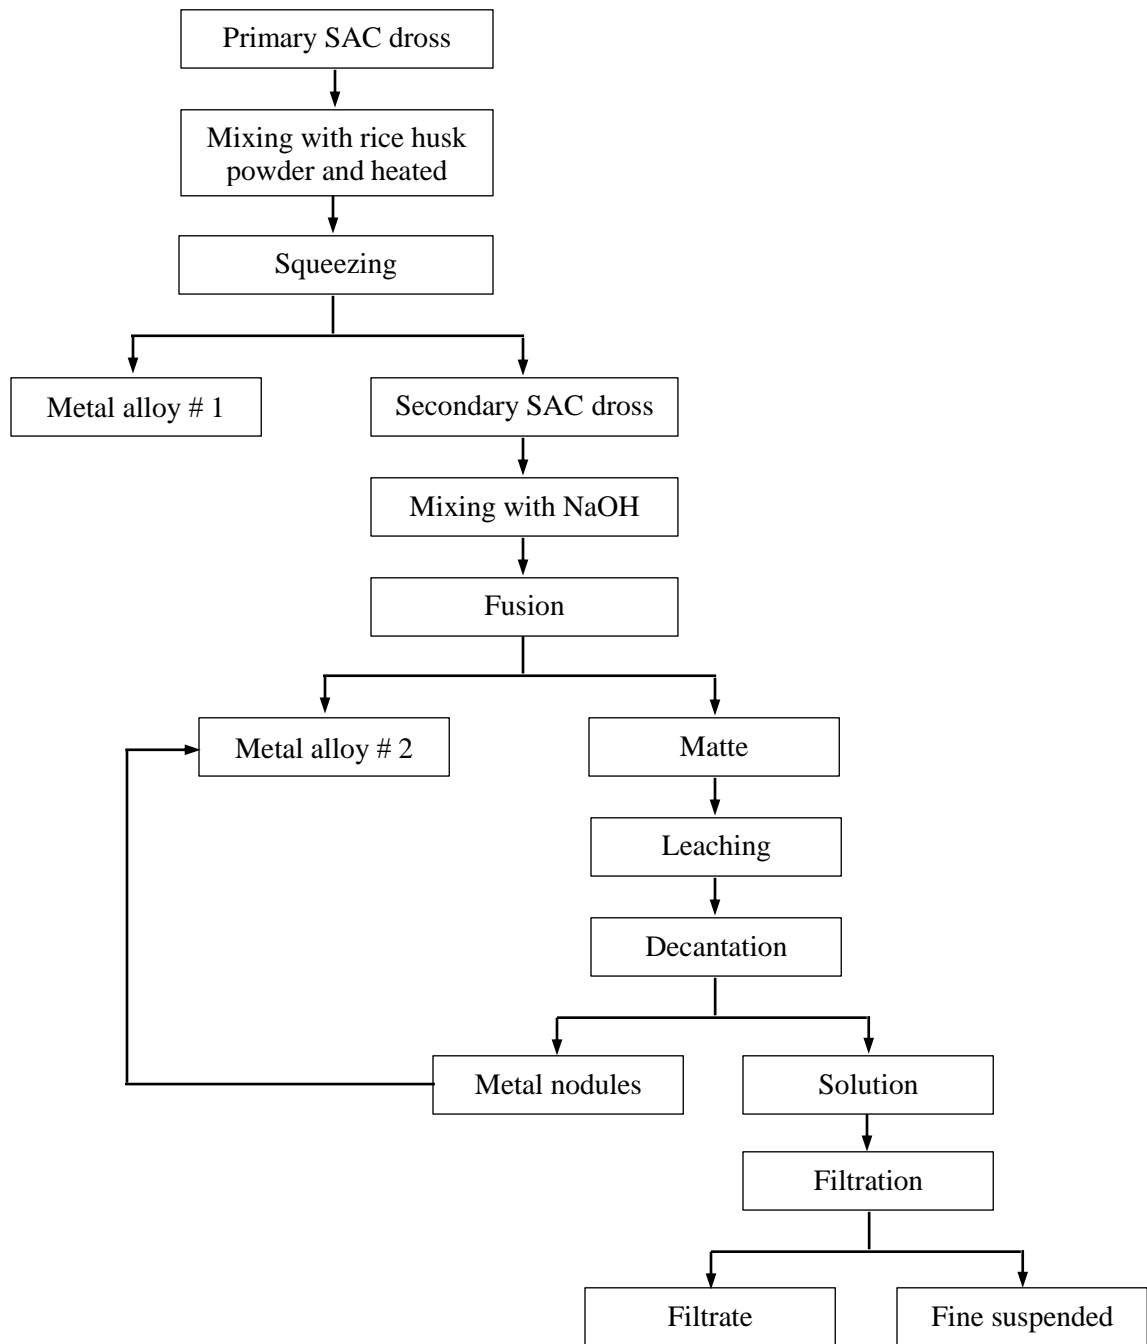 Primary SAC dross
Mixing with rice husk
powder and heated
Squeezing
Metal alloy # 1
Secondary SAC dross
Mixing with NaOH
Fusion
Metal alloy # 2
Matte
Leaching
Decantation
Metal nodules
Solution
Filtration
Filtrate
Fine suspended